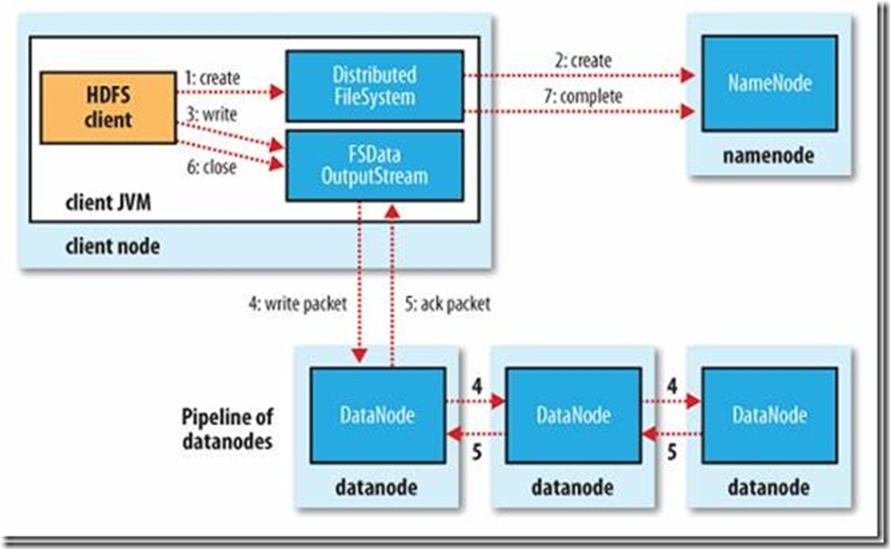 HDFS
client
1: create
3: write
6: close
Distributed
FileSystem
FSData
OutputStream
client JVM
client node
2: create
7: complete
NameNode
namenode
4: write packet
5: ack packet
Pipeline of
datanodes
DataNode
datanode
4
5
DataNode
datanode
4
5
DataNode
datanode